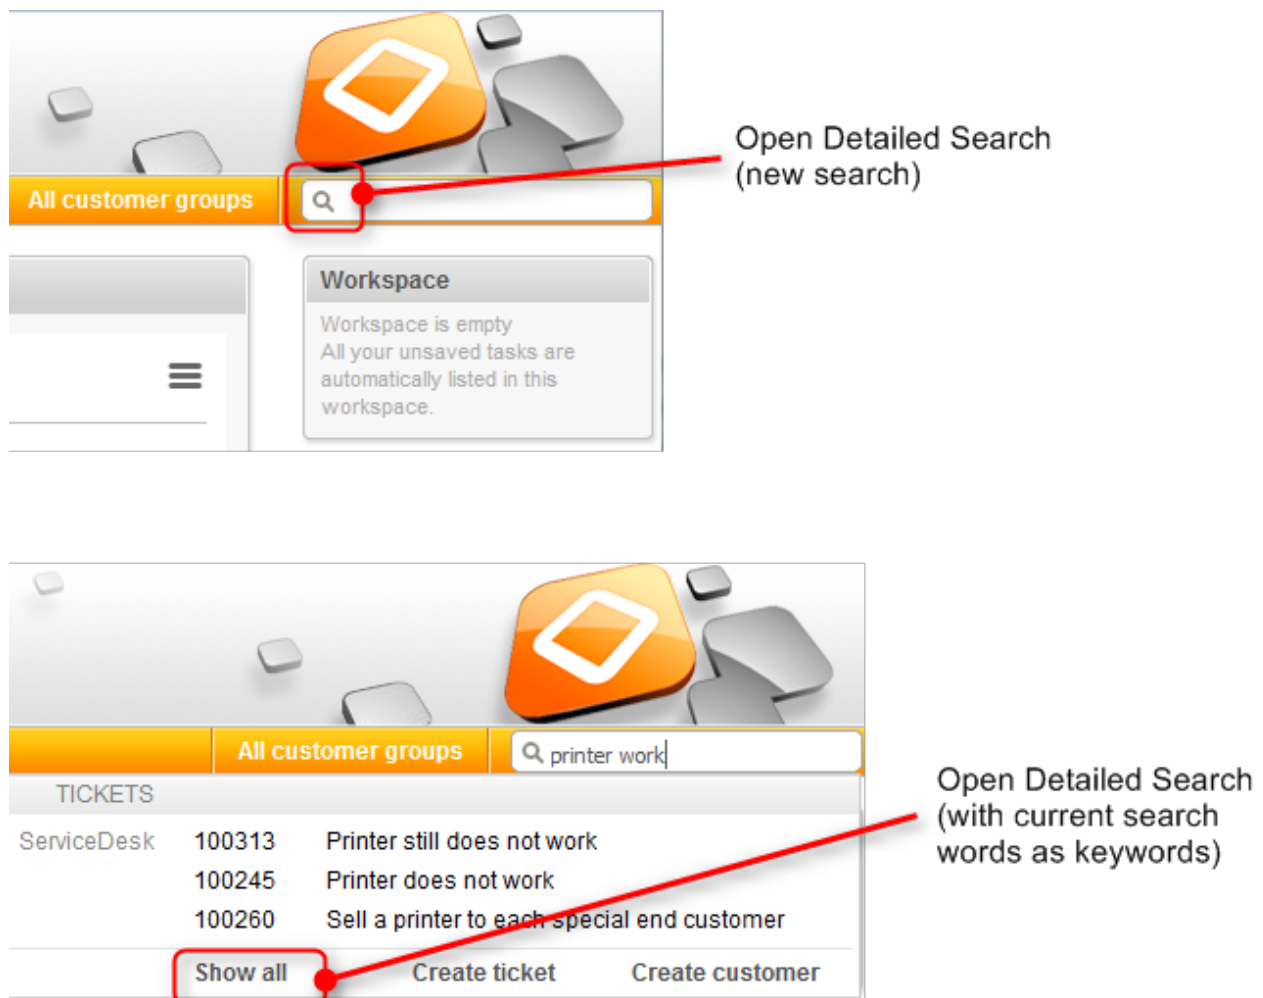 Open Detailed Search
(new search)
All customer groups
Workspace
Workspace is empty
All your unsaved tasks are
automatically listed in this
workspace.
All customer groups
printer work
TICKETS
ServiceDesk 100313 Printer still does not work
100245 Printer does not work
100260 Sell a printer to each special end customer
Show all Create ticket Create customer
Open Detailed Search
(with current search
words as keywords)